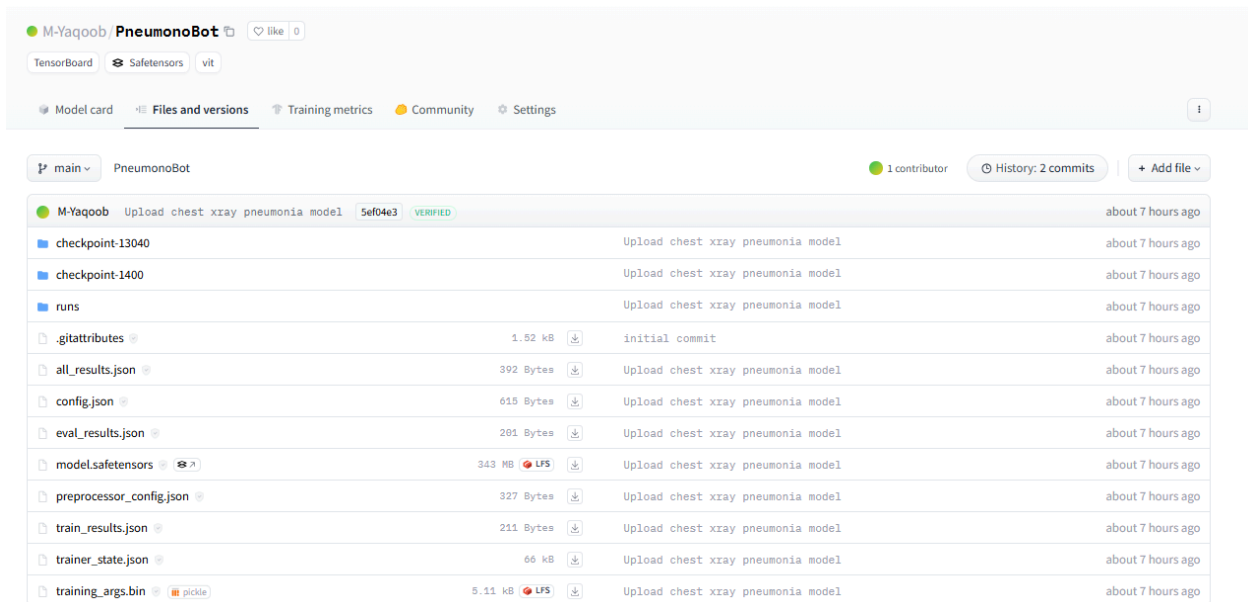 M-Yaqoob/PneumonoBot like 0
TensorBoard Safetensors vit
Model card Files and versions Training metrics Community Settings
main PneumonoBot 1 contributor History: 2 commits + Add file
M-Yaqoob Upload chest xray pneumonia model 5ef04e3 VERIFIED about 7 hours ago
checkpoint-13040 Upload chest xray pneumonia model about 7 hours ago
checkpoint-1400 Upload chest xray pneumonia model about 7 hours ago
runs Upload chest xray pneumonia model about 7 hours ago
.gitattributes 1.52 kB initial commit about 7 hours ago
all_results.json 392 Bytes Upload chest xray pneumonia model about 7 hours ago
config.json 615 Bytes Upload chest xray pneumonia model about 7 hours ago
eval_results.json 201 Bytes Upload chest xray pneumonia model about 7 hours ago
model.safetensors 343 MB LFS Upload chest xray pneumonia model about 7 hours ago
preprocessor_config.json 327 Bytes Upload chest xray pneumonia model about 7 hours ago
train_results.json 211 Bytes Upload chest xray pneumonia model about 7 hours ago
trainer_state.json 66 kB Upload chest xray pneumonia model about 7 hours ago
training_args.bin pickle 5.11 kB LFS Upload chest xray pneumonia model about 7 hours ago